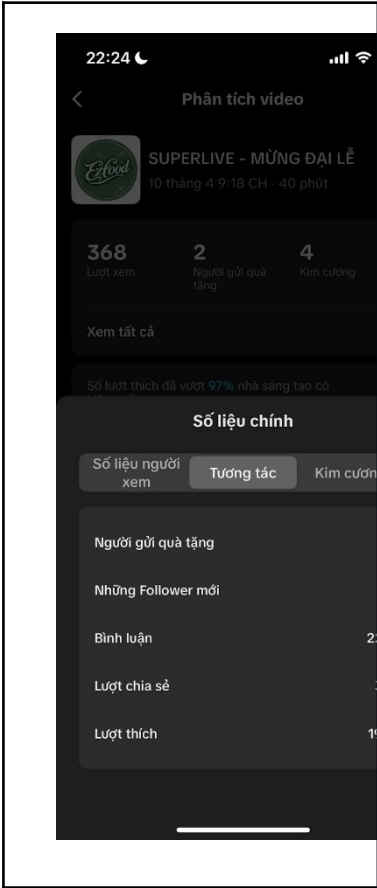 22:24
Phân tích video
Ezfood
SUPERLIVE - MỪNG ĐẠI LỄ
10 tháng 4 9:18 CH · 40 phút
368
2
4
Lượt xem
Người gửi quà
tặng
Kim cương
Xem tất cả
Số lượt thích đã vượt 97% nhà sáng tạo có
Số liệu chính
Số liệu người
xem
Tương tác
Kim cươn
Người gửi quà tặng
Những Follower mới
Bình luận
Lượt chia sẻ
Lượt thích